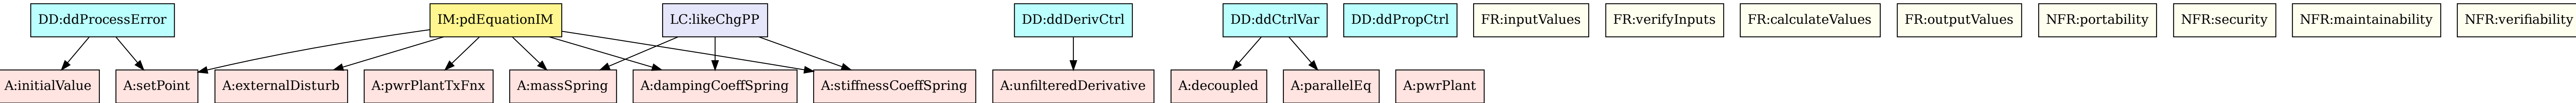 DD:ddProcessError
IM:pdEquationIM
LC:likeChgPP
DD:ddDerivCtrl
DD:ddCtrlVar
DD:ddPropCtrl
FR:inputValues
FR:verifyInputs
FR:calculateValues
FR:outputValues
NFR:portability
NFR:security
NFR:maintainability
NFR:verifiability
A:initialValue
A:setPoint
A:externalDisturb
A:pwrPlantTxFnx
A:massSpring
A:dampingCoeffSpring
A:stiffnessCoeffSpring
A:unfilteredDerivative
A:decoupled
A:parallelEq
A:pwrPlant